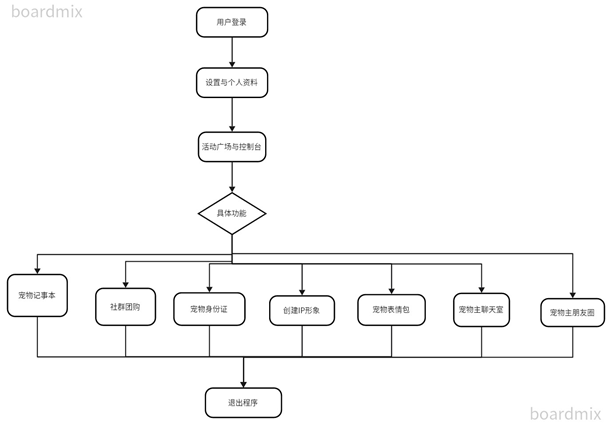 boardmix
用户登录
设置与个人资料
活动广场与控制台
具体功能
宠物记事本
社群团购
宠物身份证
创建IP形象
宠物表情包
宠物主聊天室
宠物主朋友圈
退出程序
boardmix